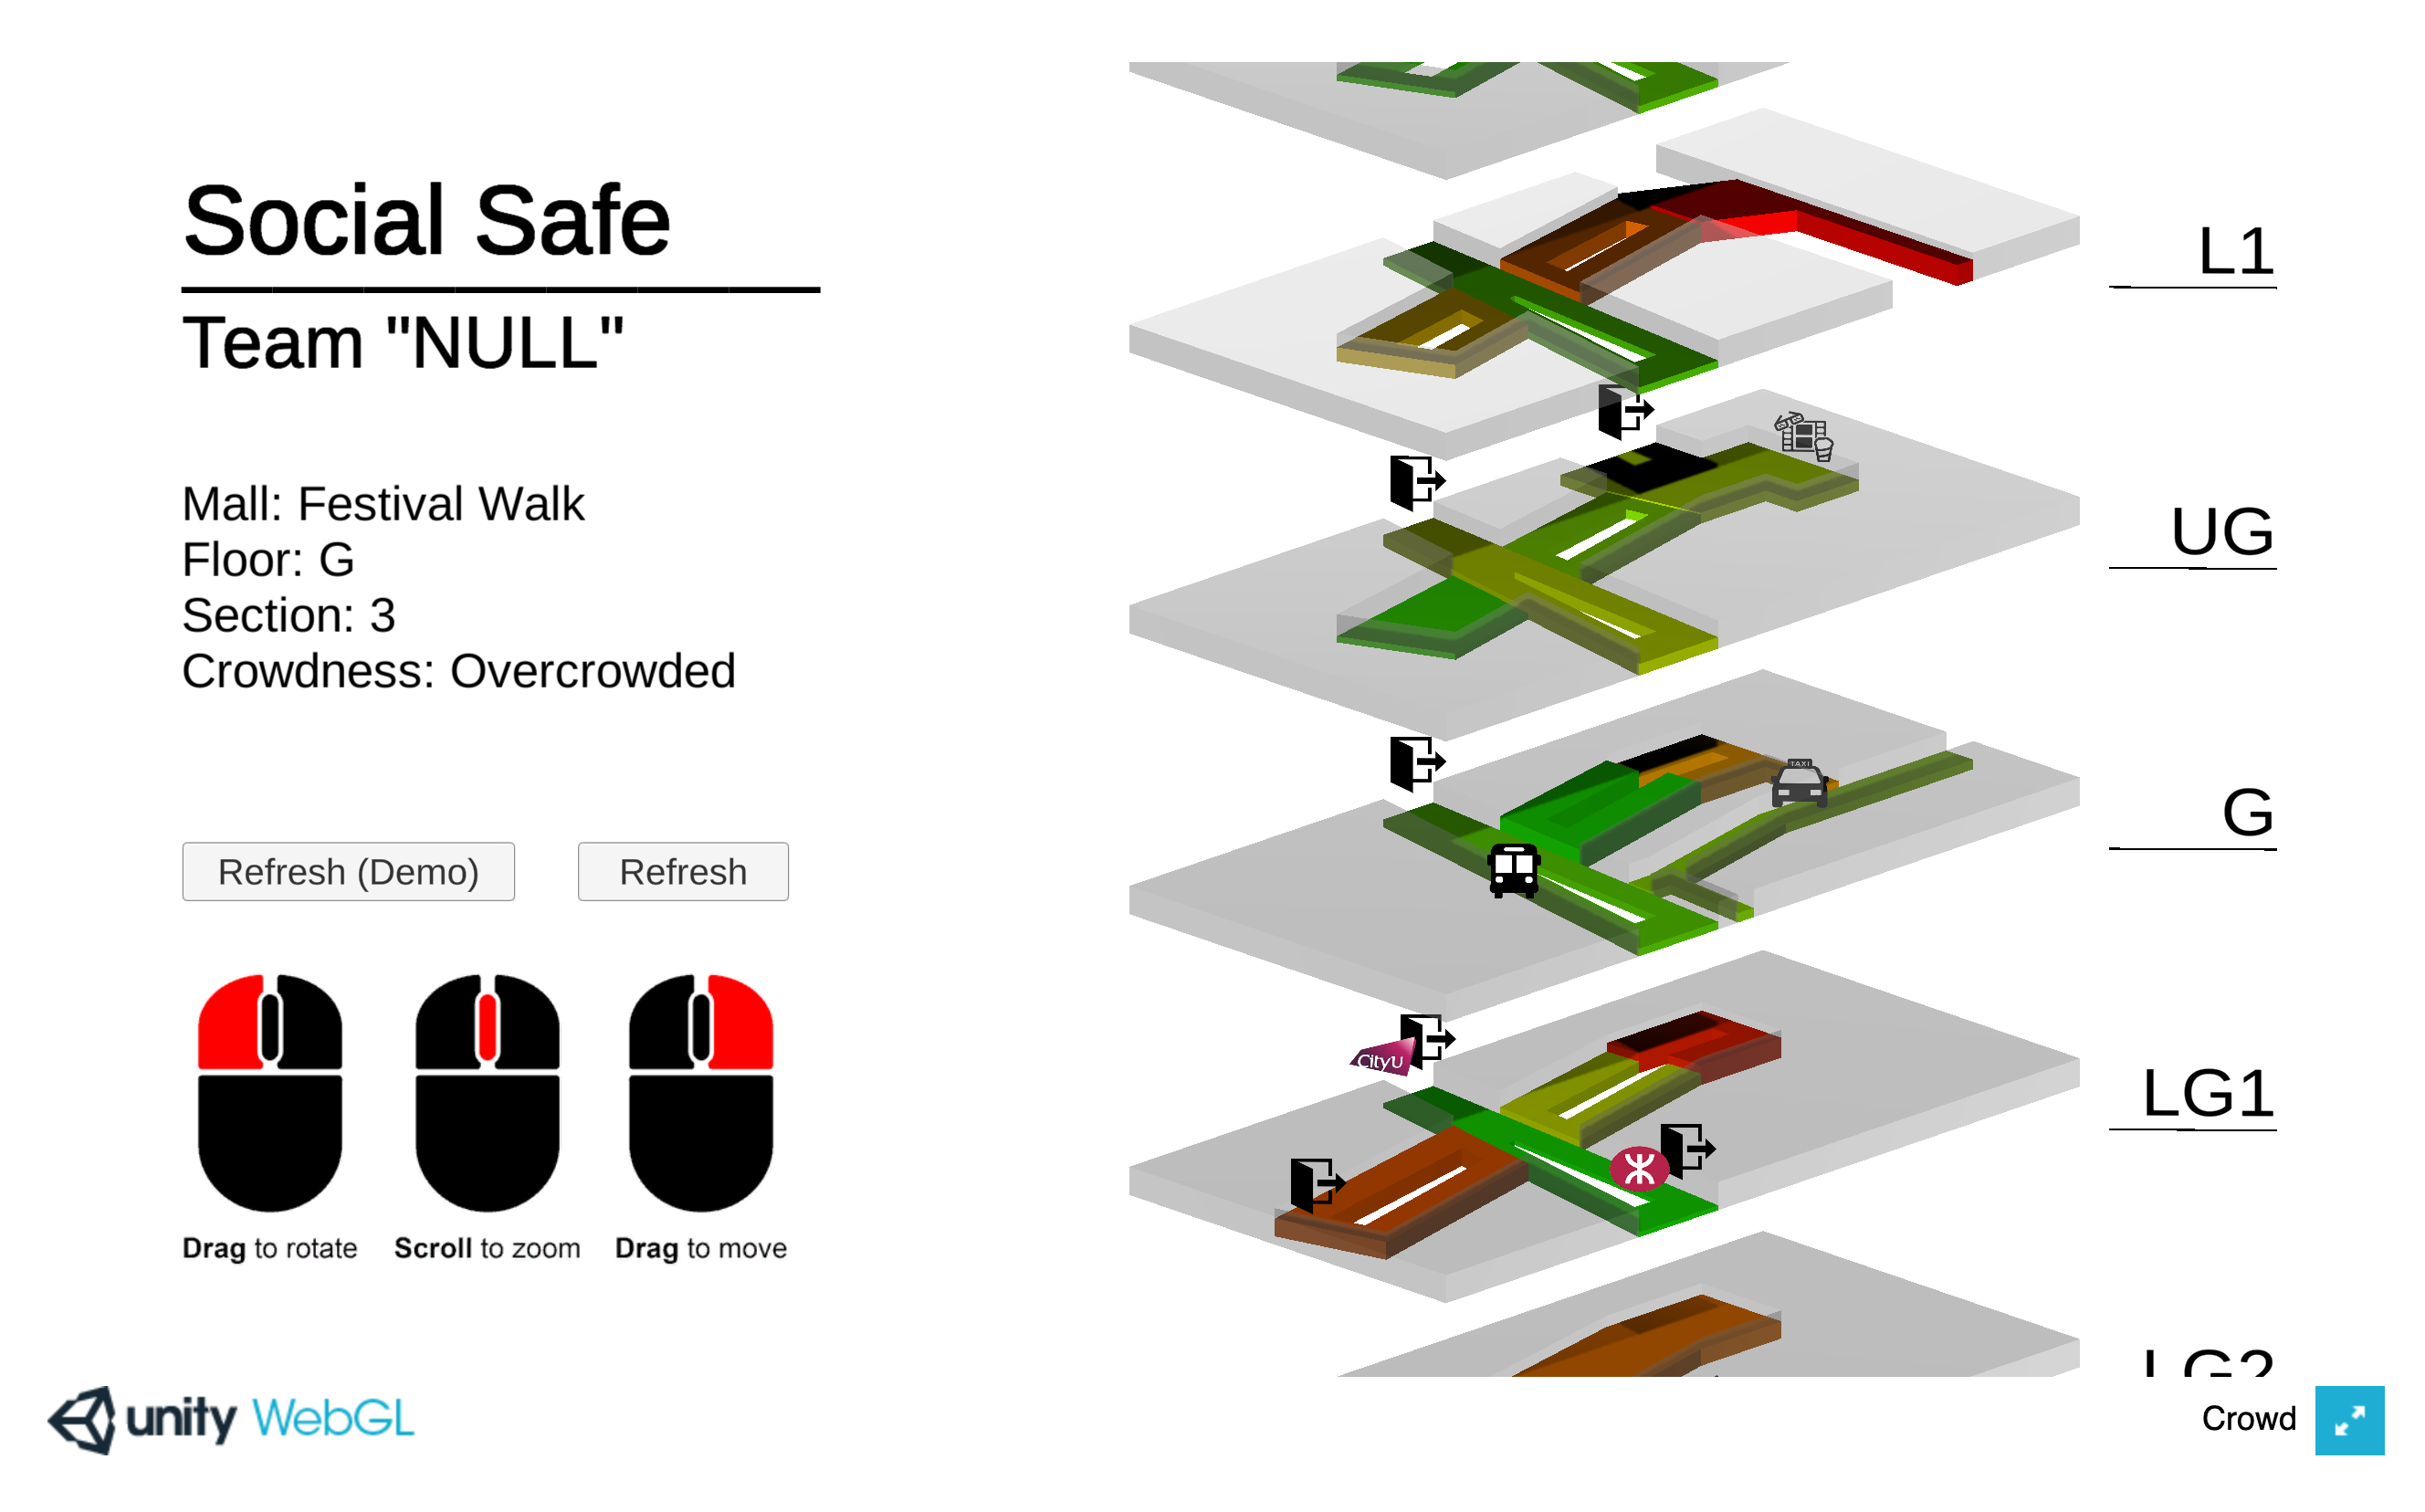 Social Safe
Team "NULL"
Mall: Festival Walk
Floor: G
Section: 3
Crowdness: Overcrowded
Refresh (Demo)
Refresh
Drag to rotate
Scroll to zoom
Drag to move
L1
UG
G
TAXI
CityU
LG1
LG2
unity WebGL
Crowd